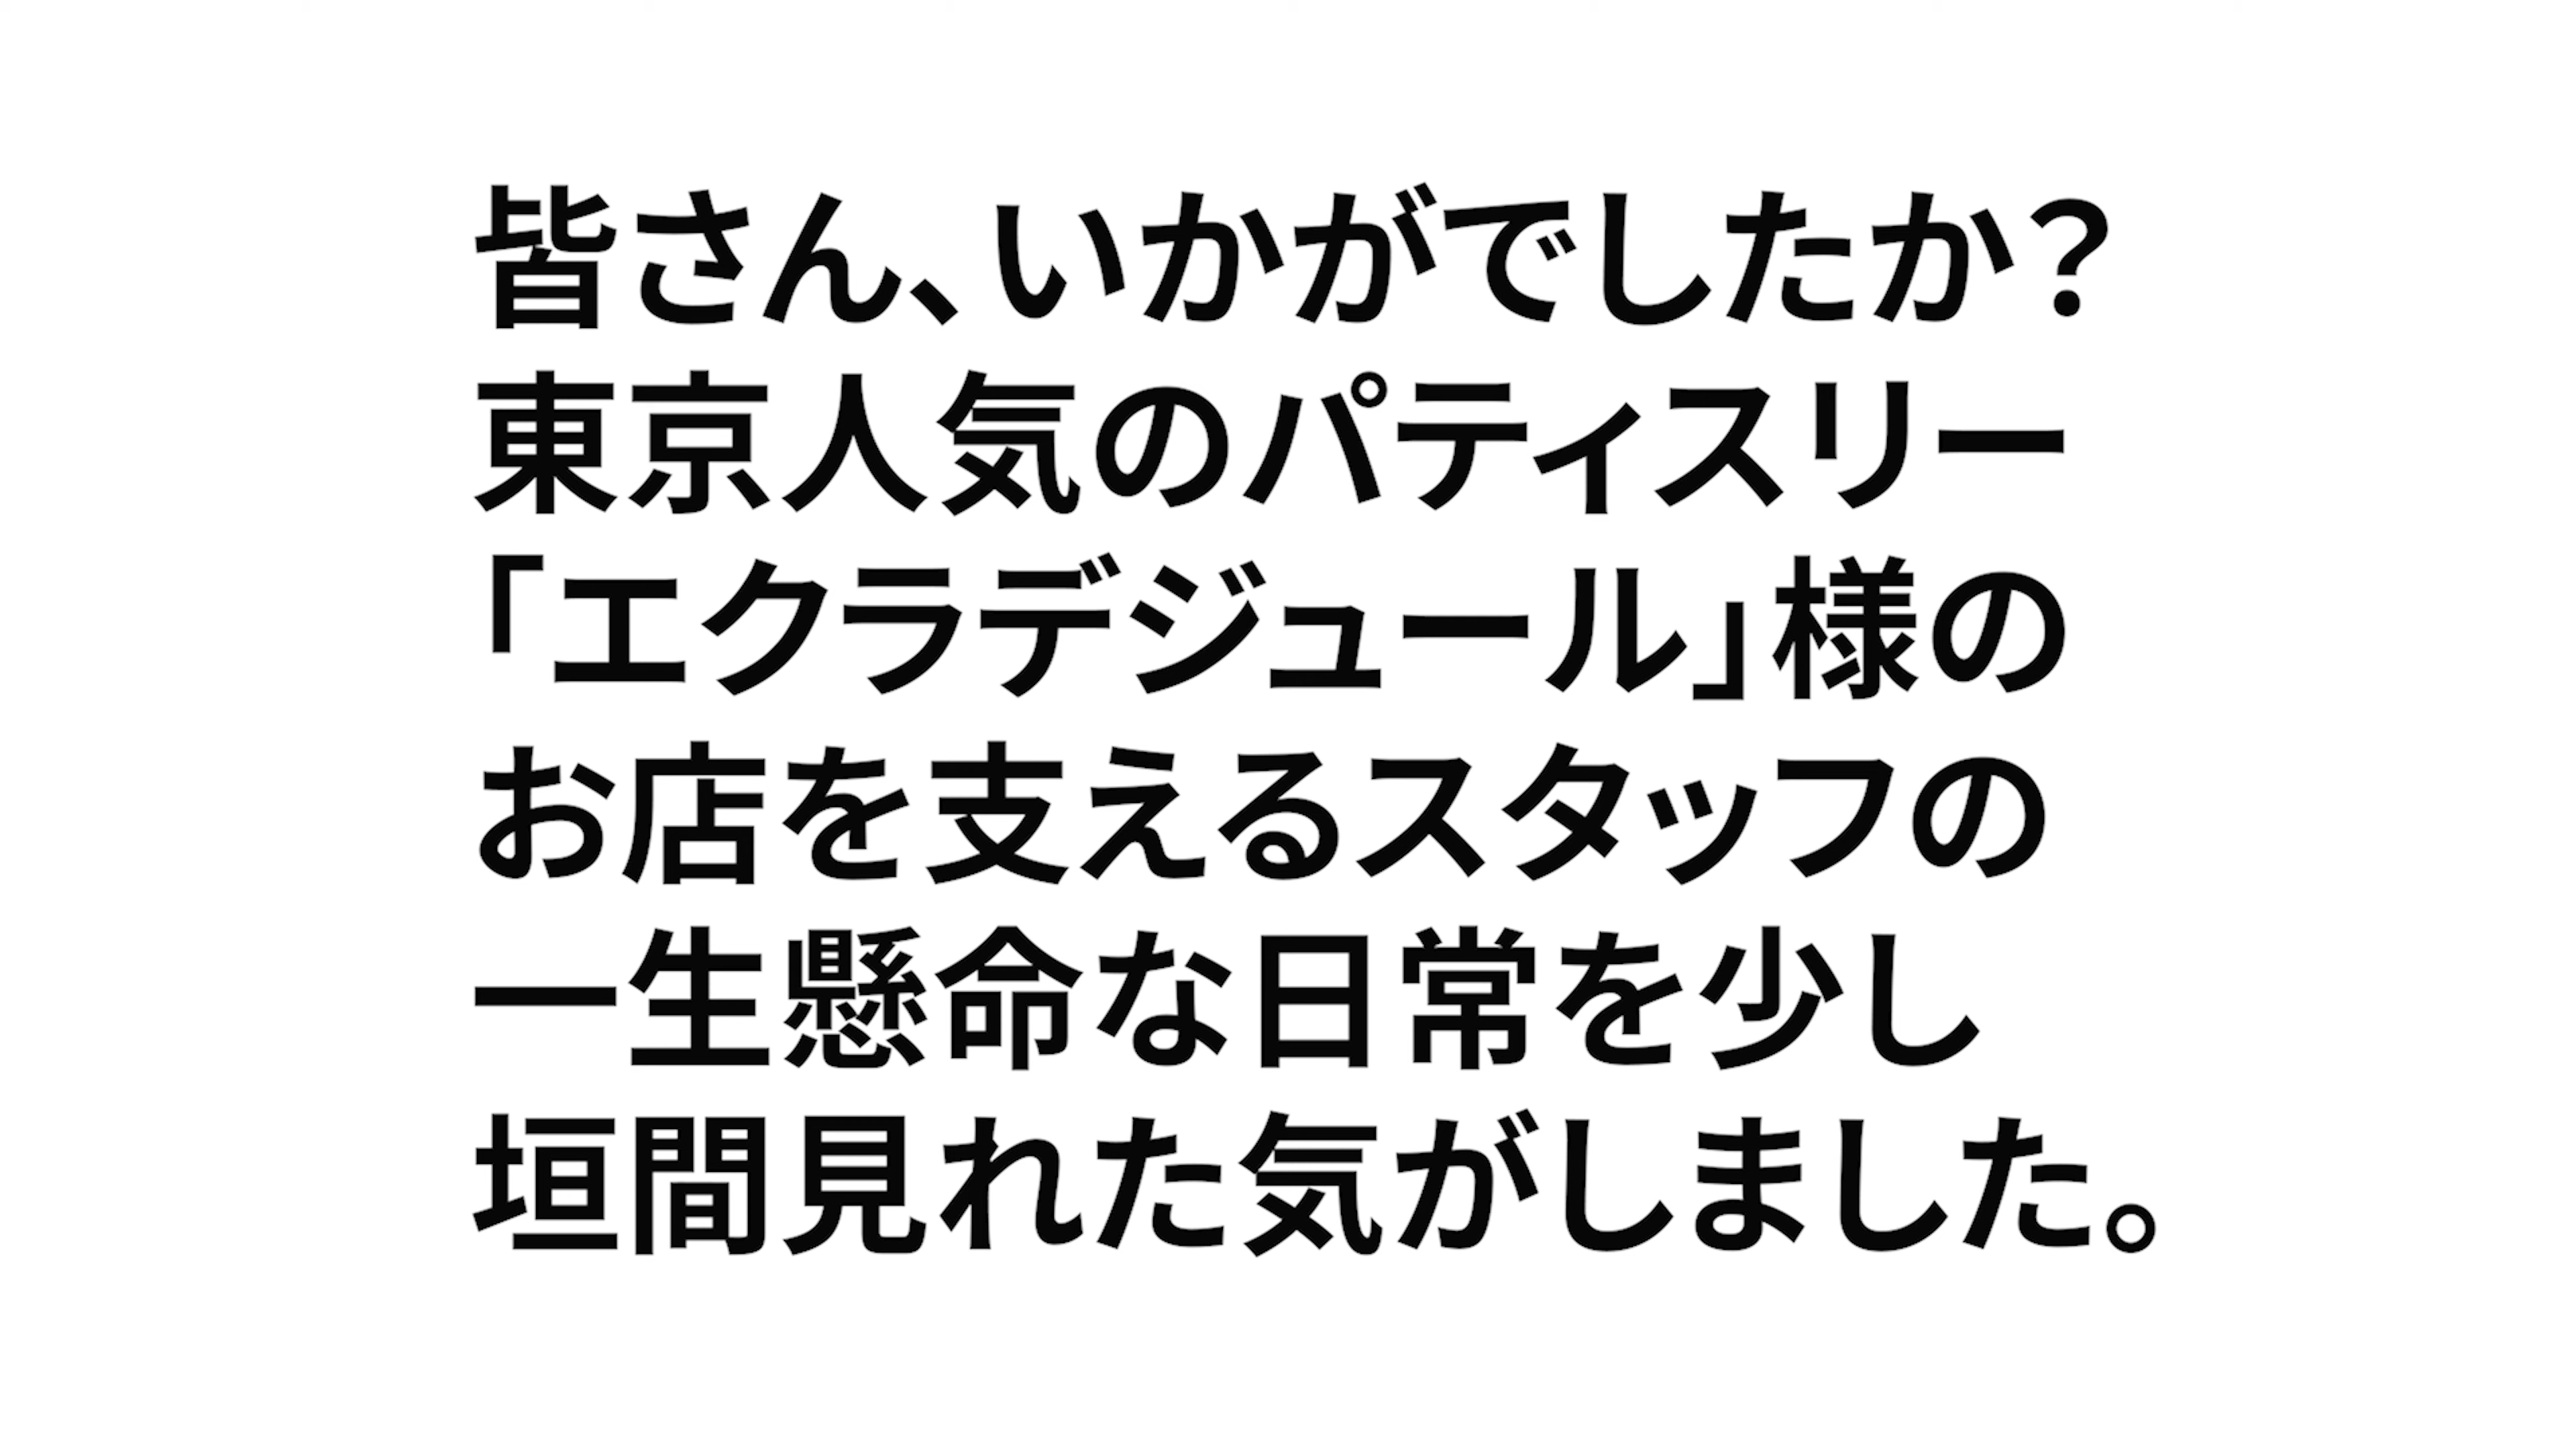 皆さん、いかがでしたか？
東京人気のパティスリー
「エクラデジュール」様の
お店を支えるスタッフの
一生懸命な日常を少し
垣間見れた気がしました。